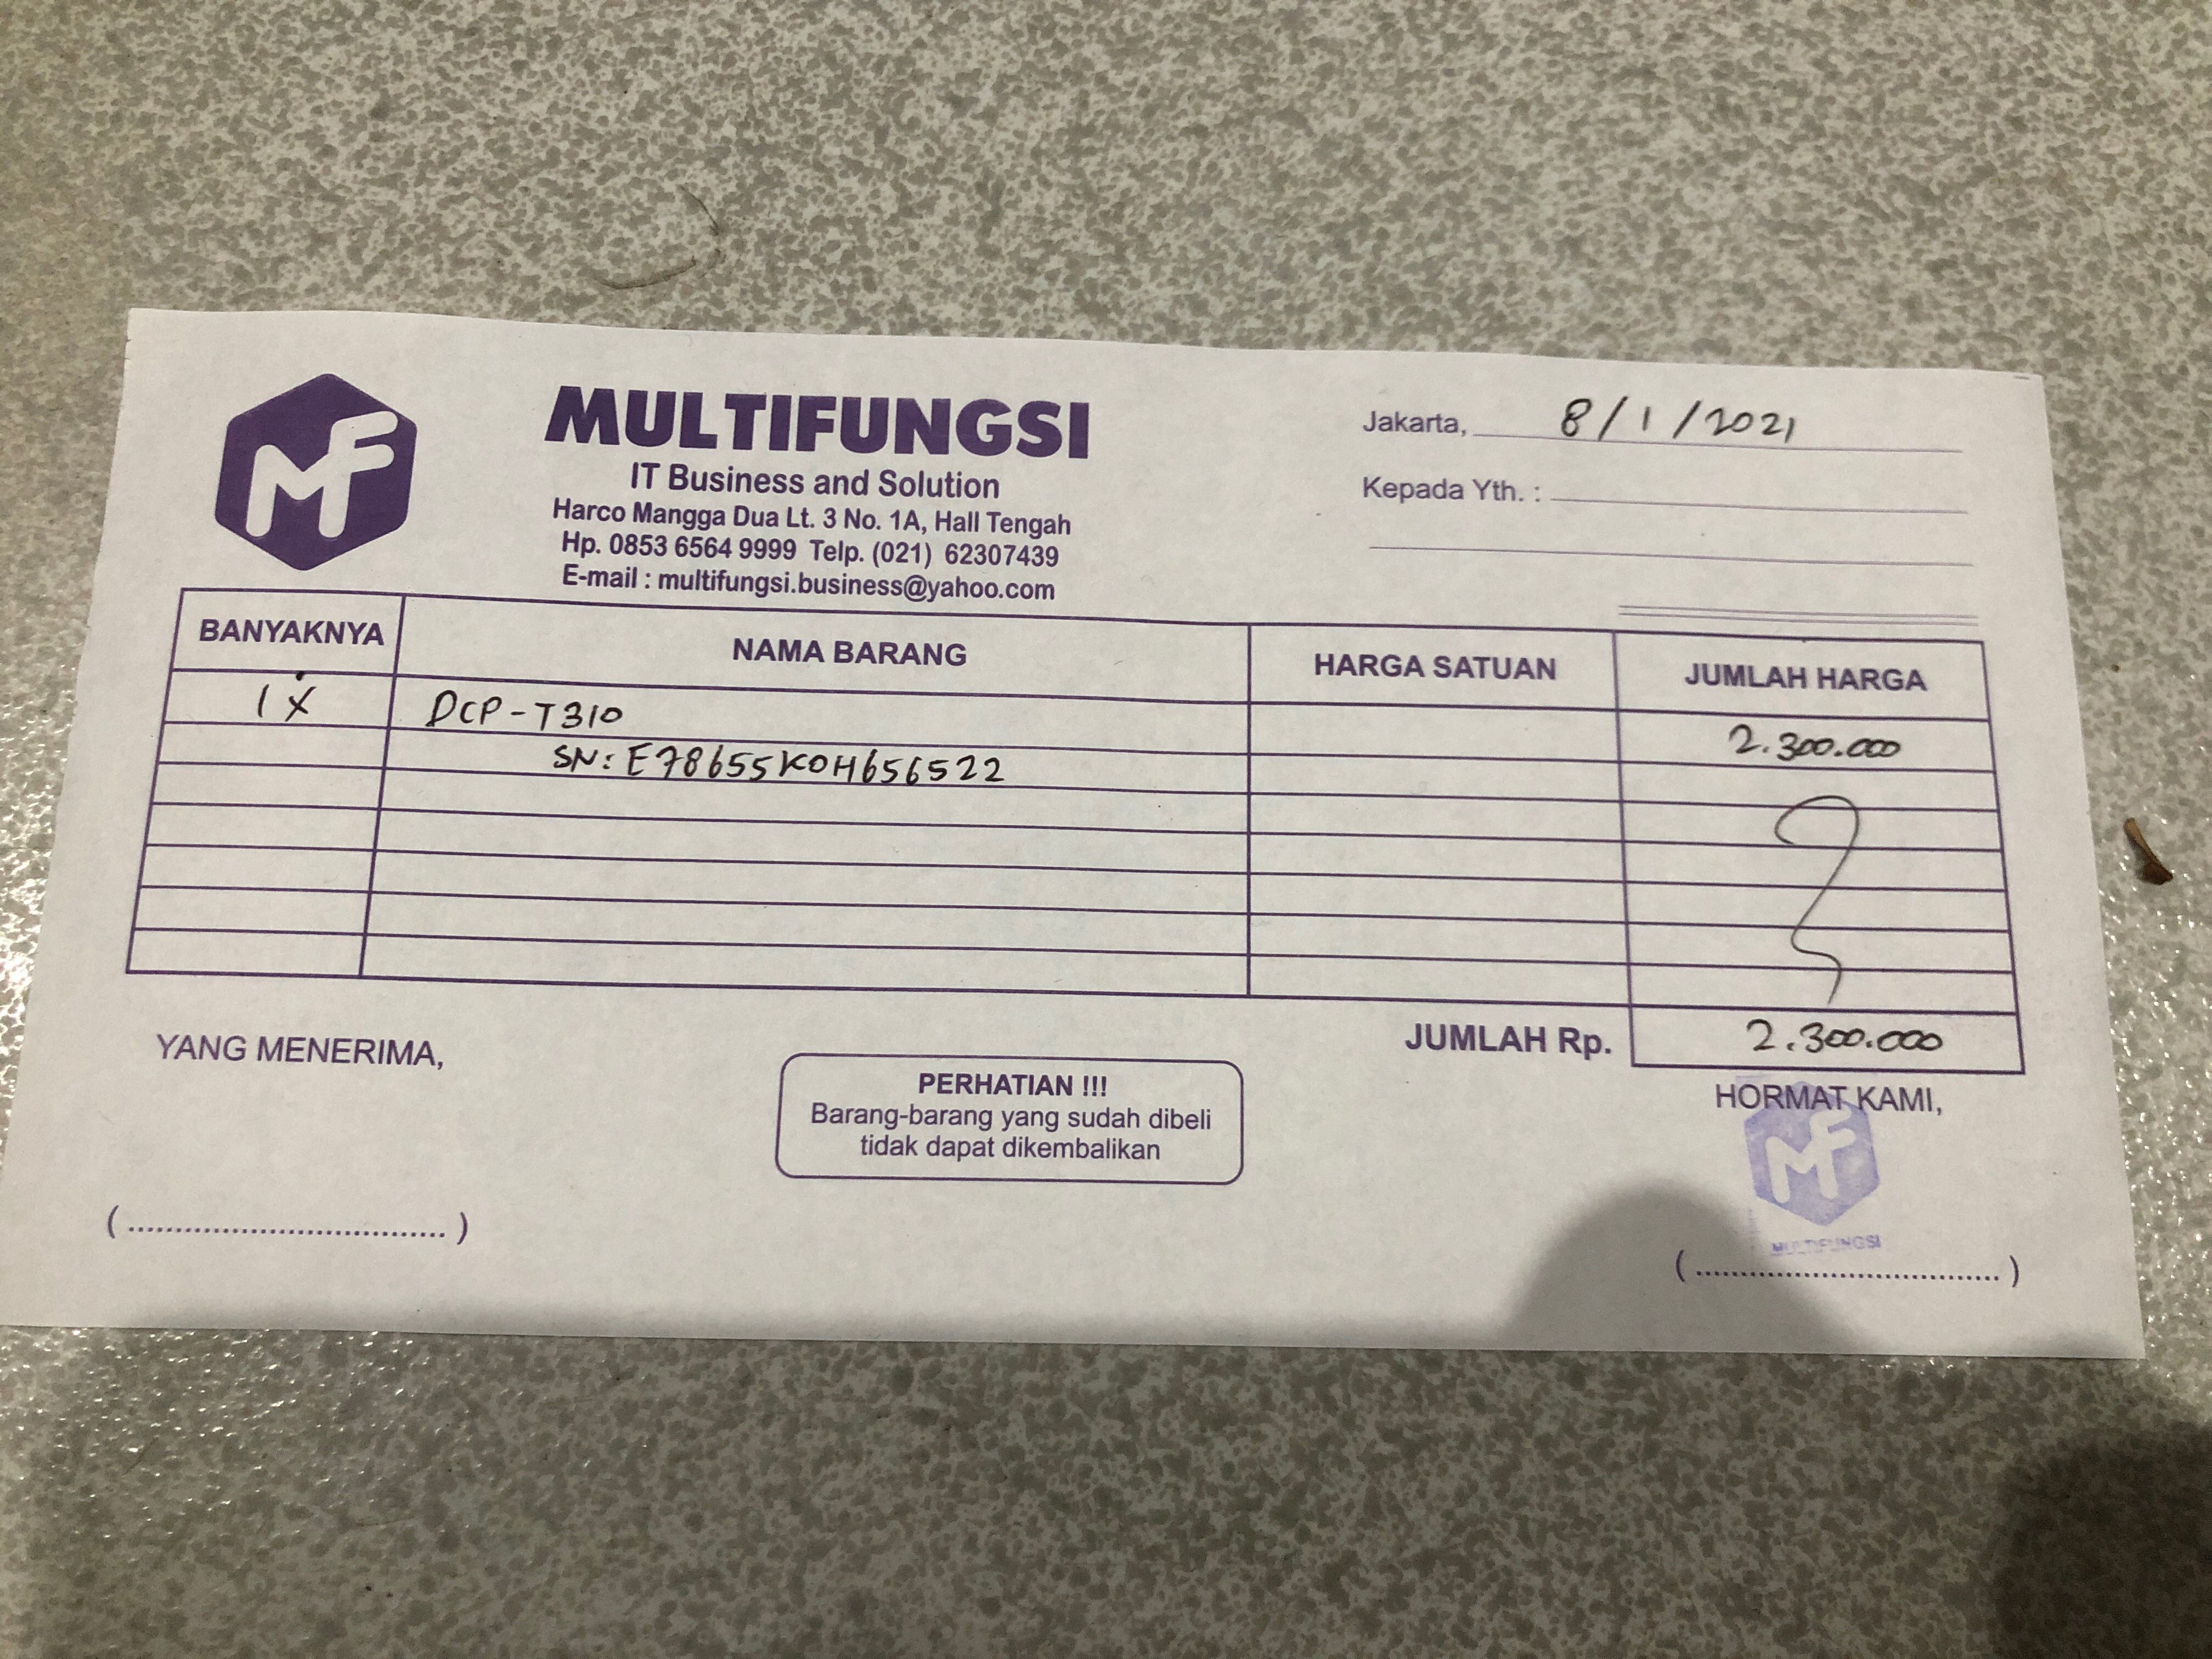 MF
MULTIFUNGSI
IT Business and Solution
Harco Mangga Dua Lt. 3 No. 1A, Hall Tengah
Hp. 0853 6564 9999 Telp. (021) 62307439
E-mail : multifungsi.business@yahoo.com
Jakarta, 8/1/2021
Kepada Yth. :
BANYAKNYA NAMA BARANG HARGA SATUAN JUMLAH HARGA
1 X DCP-T310 2.300.000
SN: E78655K0H656522
JUMLAH Rp. 2.300.000
YANG MENERIMA,
PERHATIAN !!!
Barang-barang yang sudah dibeli
tidak dapat dikembalikan
HORMAT KAMI,
MF
MULTIFUNGSI
(..................................)
(..................................)